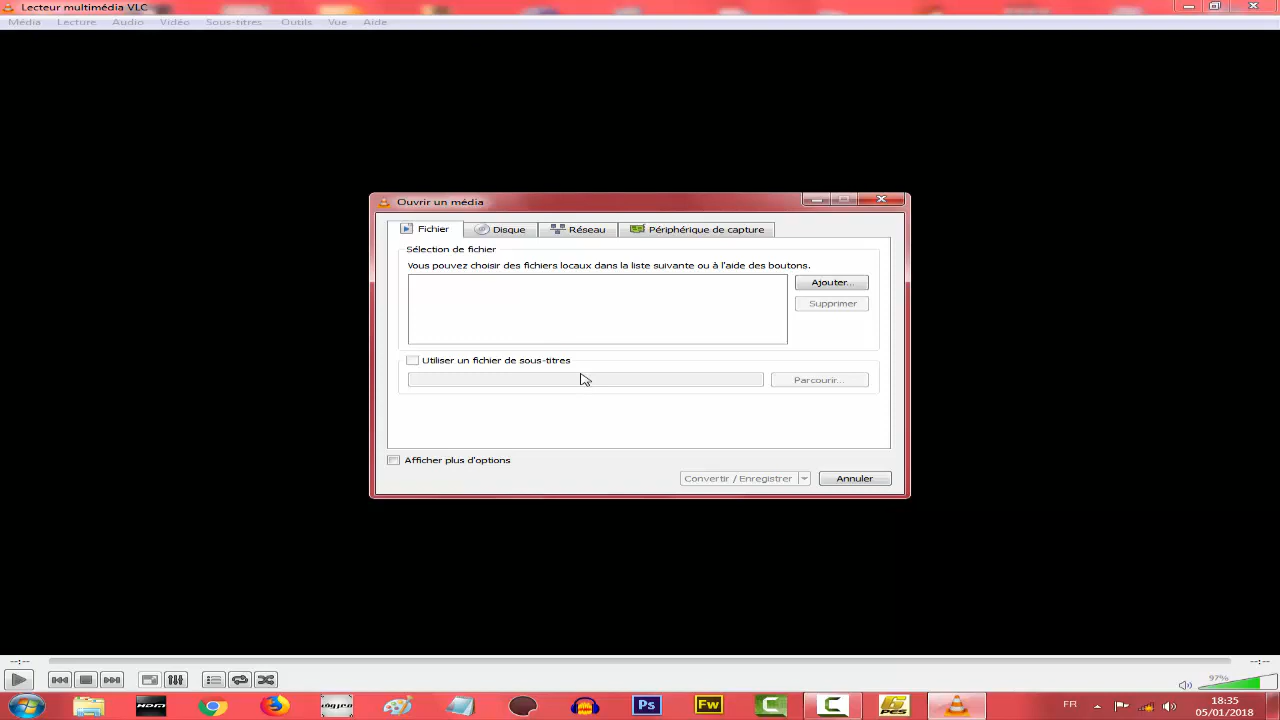 Lecteur multimédia VLC
Média Lecture Audio Vidéo Sous-titres Outils Vue Aide
Ouvrir un média
Fichier Disque Réseau Périphérique de capture
Sélection de fichier
Vous pouvez choisir des fichiers locaux dans la liste suivante ou à l'aide des boutons.
Ajouter...
Supprimer
Utiliser un fichier de sous-titres
Parcourir...
Afficher plus d'options
Convertir / Enregistrer Annuler
--:-- --:--
97%
Ps Fw PES FR 18:35
05/01/2018